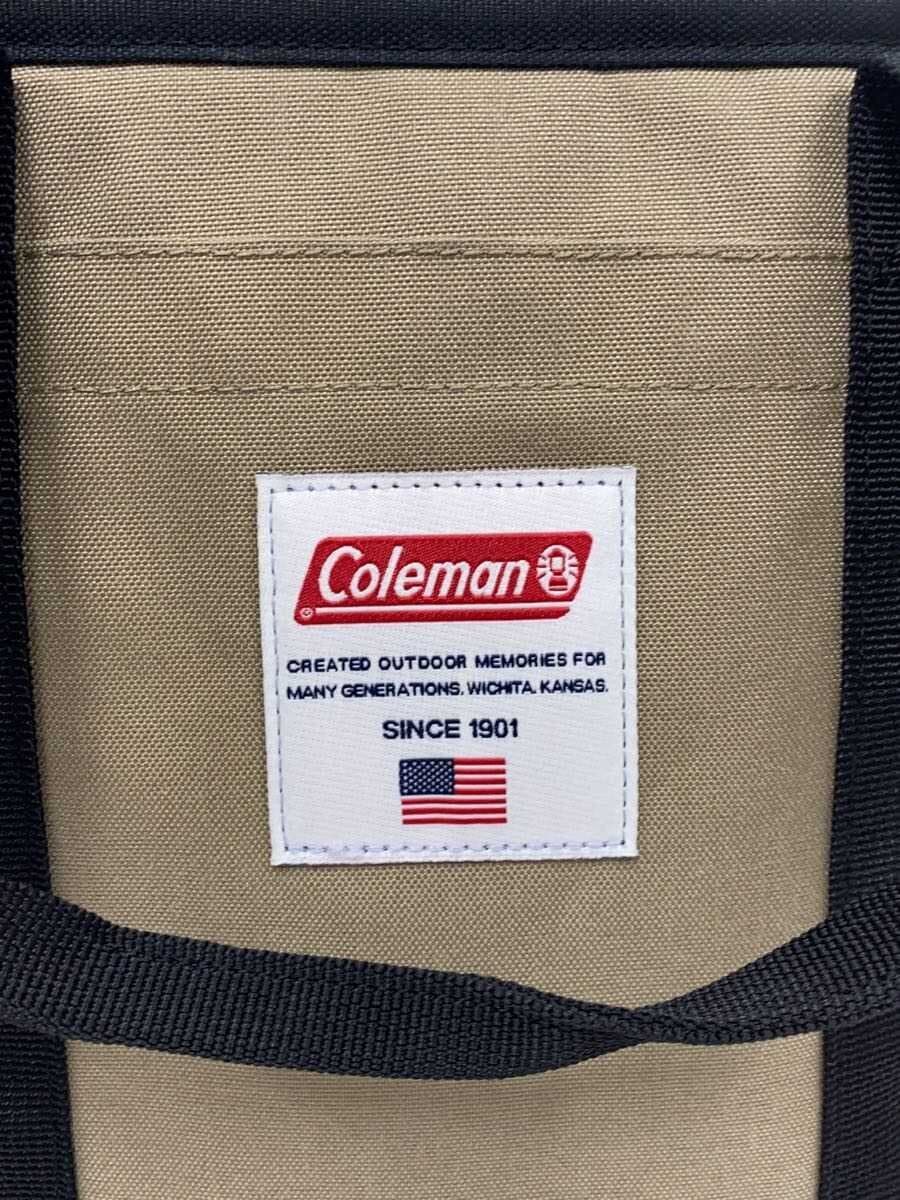 Coleman
CREATED OUTDOOR MEMORIES FOR
MANY GENERATIONS, WICHITA, KANSAS.
SINCE 1901